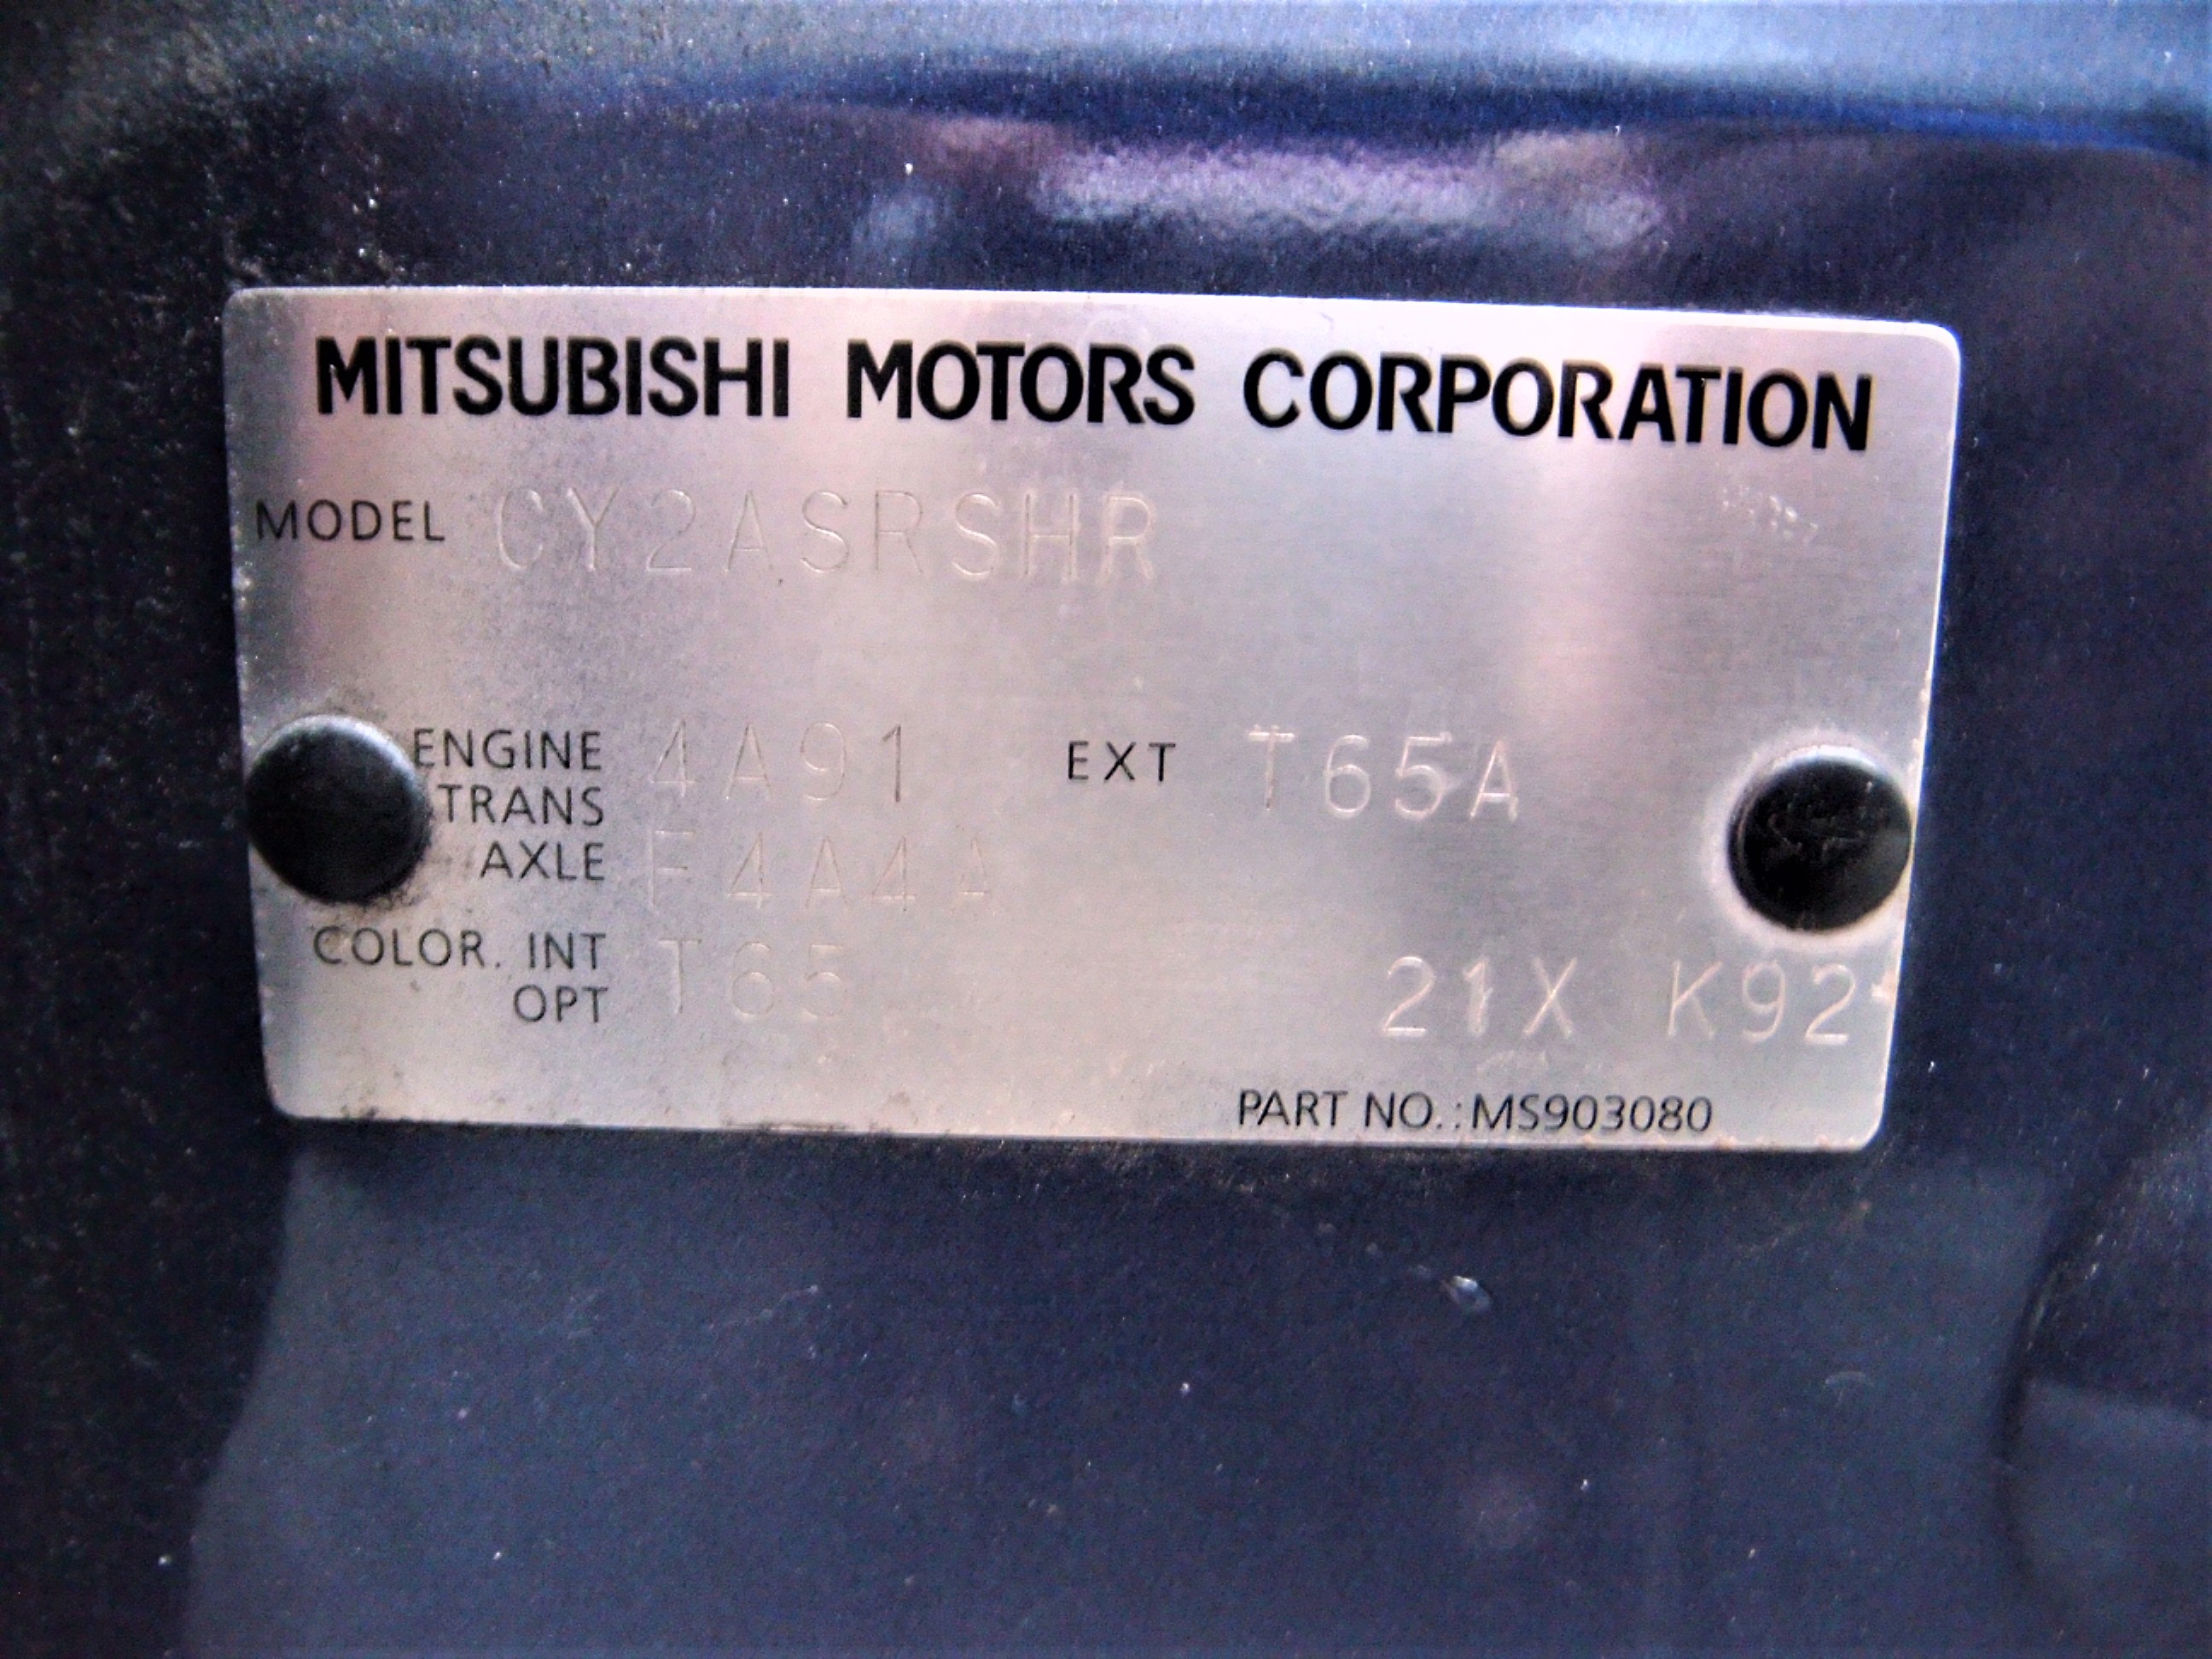 MITSUBISHI MOTORS CORPORATION
MODEL CY2ASRSHR
ENGINE 4A91 EXT T65A
TRANS
AXLE F4A4A
COLOR. INT T65
OPT 21X K92
PART NO.:MS903080